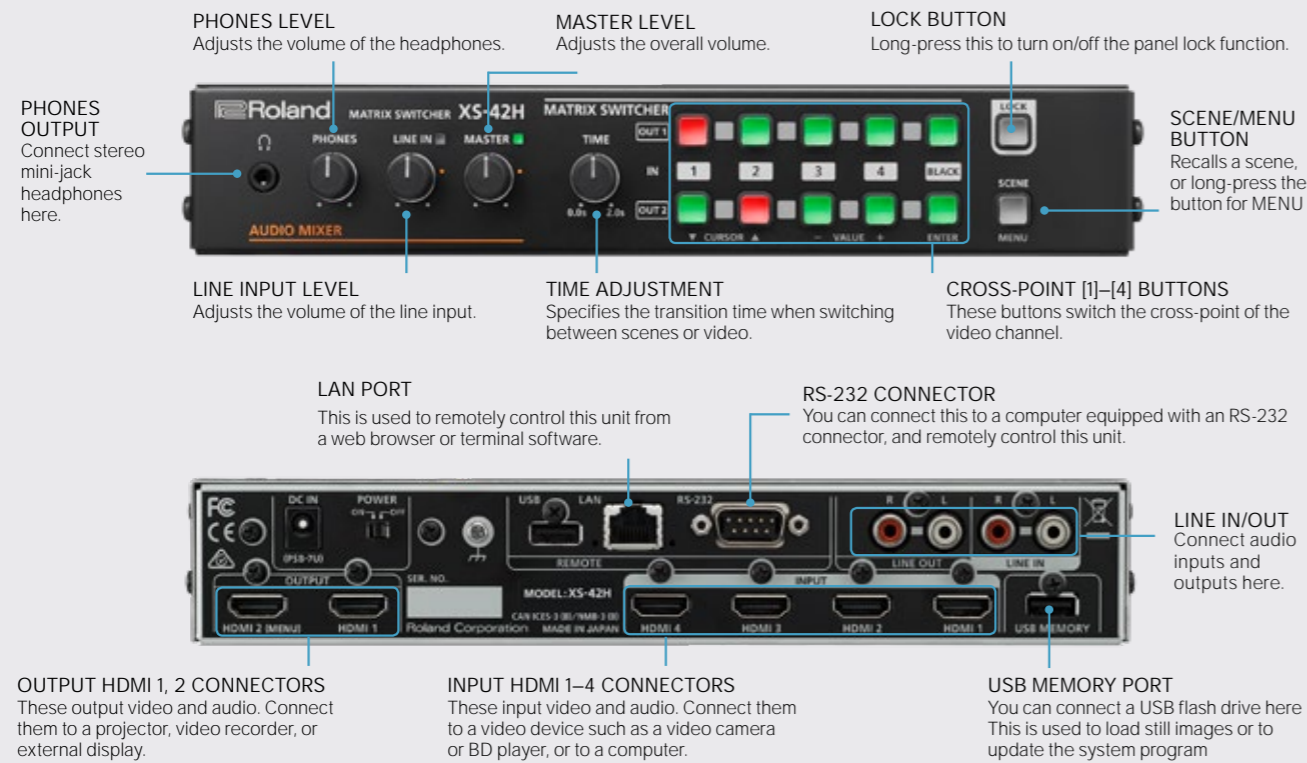 PHONES LEVEL
Adjusts the volume of the headphones.
MASTER LEVEL
Adjusts the overall volume.
LOCK BUTTON
Long-press this to turn on/off the panel lock function.
PHONES
OUTPUT
Connect stereo
mini-jack
headphones
here.
Roland MATRIX SWITCHER XS-42H
MATRIX SWITCHER
LOCK
PHONES
LINE IN
MASTER
TIME
OUT 1
IN
1
2
3
4
BLACK
SCENE
0.0s 2.0s
OUT 2
AUDIO MIXER
▼ CURSOR ▲
− VALUE +
ENTER
MENU
SCENE/MENU
BUTTON
Recalls a scene,
or long-press the
button for MENU
LINE INPUT LEVEL
Adjusts the volume of the line input.
TIME ADJUSTMENT
Specifies the transition time when switching
between scenes or video.
CROSS-POINT [1]–[4] BUTTONS
These buttons switch the cross-point of the
video channel.
LAN PORT
This is used to remotely control this unit from
a web browser or terminal software.
RS-232 CONNECTOR
You can connect this to a computer equipped with an RS-232
connector, and remotely control this unit.
FC
CE
DC IN
(PSB-7U)
POWER
ON OFF
USB
LAN
RS-232
REMOTE
R L
R L
LINE OUT
LINE IN
OUTPUT
SER. NO.
MODEL: XS-42H
CAN ICES-3 (B)/NMB-3 (B)
Roland Corporation MADE IN JAPAN
INPUT
HDMI 2 (MENU)
HDMI 1
HDMI 4
HDMI 3
HDMI 2
HDMI 1
USB MEMORY
LINE IN/OUT
Connect audio
inputs and
outputs here.
OUTPUT HDMI 1, 2 CONNECTORS
These output video and audio. Connect
them to a projector, video recorder, or
external display.
INPUT HDMI 1–4 CONNECTORS
These input video and audio. Connect them
to a video device such as a video camera
or BD player, or to a computer.
USB MEMORY PORT
You can connect a USB flash drive here
This is used to load still images or to
update the system program